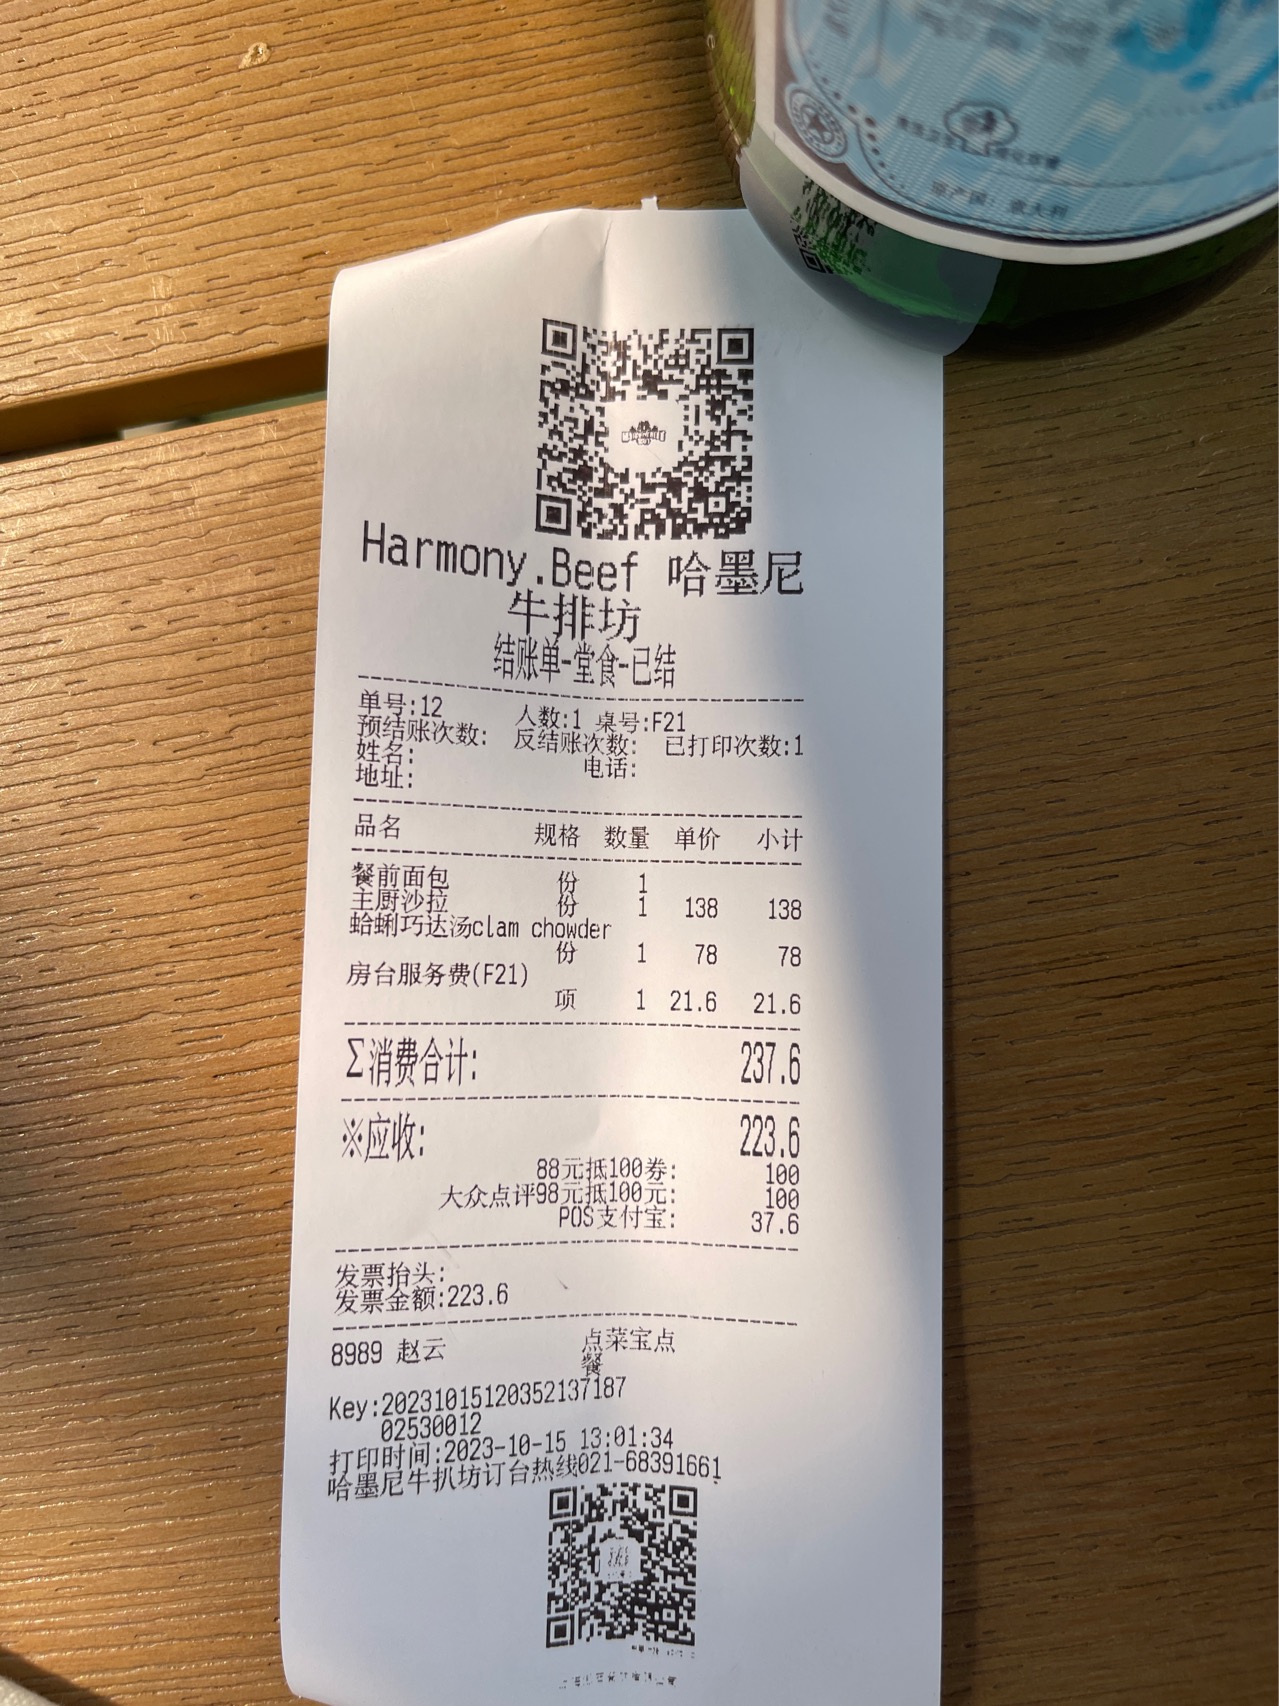 原产国：意大利
Harmony.Beef 哈墨尼
牛排坊
结账单-堂食-已结
单号:12 人数:1 桌号:F21
预结账次数: 反结账次数: 已打印次数:1
姓名: 电话:
地址:
品名 规格 数量 单价 小计
餐前面包 份 1
主厨沙拉 份 1 138 138
蛤蜊巧达汤clam chowder
份 1 78 78
房台服务费(F21)
项 1 21.6 21.6
Σ消费合计: 237.6
※应收: 223.6
88元抵100券: 100
大众点评98元抵100元: 100
POS支付宝: 37.6
发票抬头:
发票金额:223.6
8989 赵云 点菜宝点
餐
Key:20231015120352137187
02530012
打印时间:2023-10-15 13:01:34
哈墨尼牛扒坊订台热线021-68391661